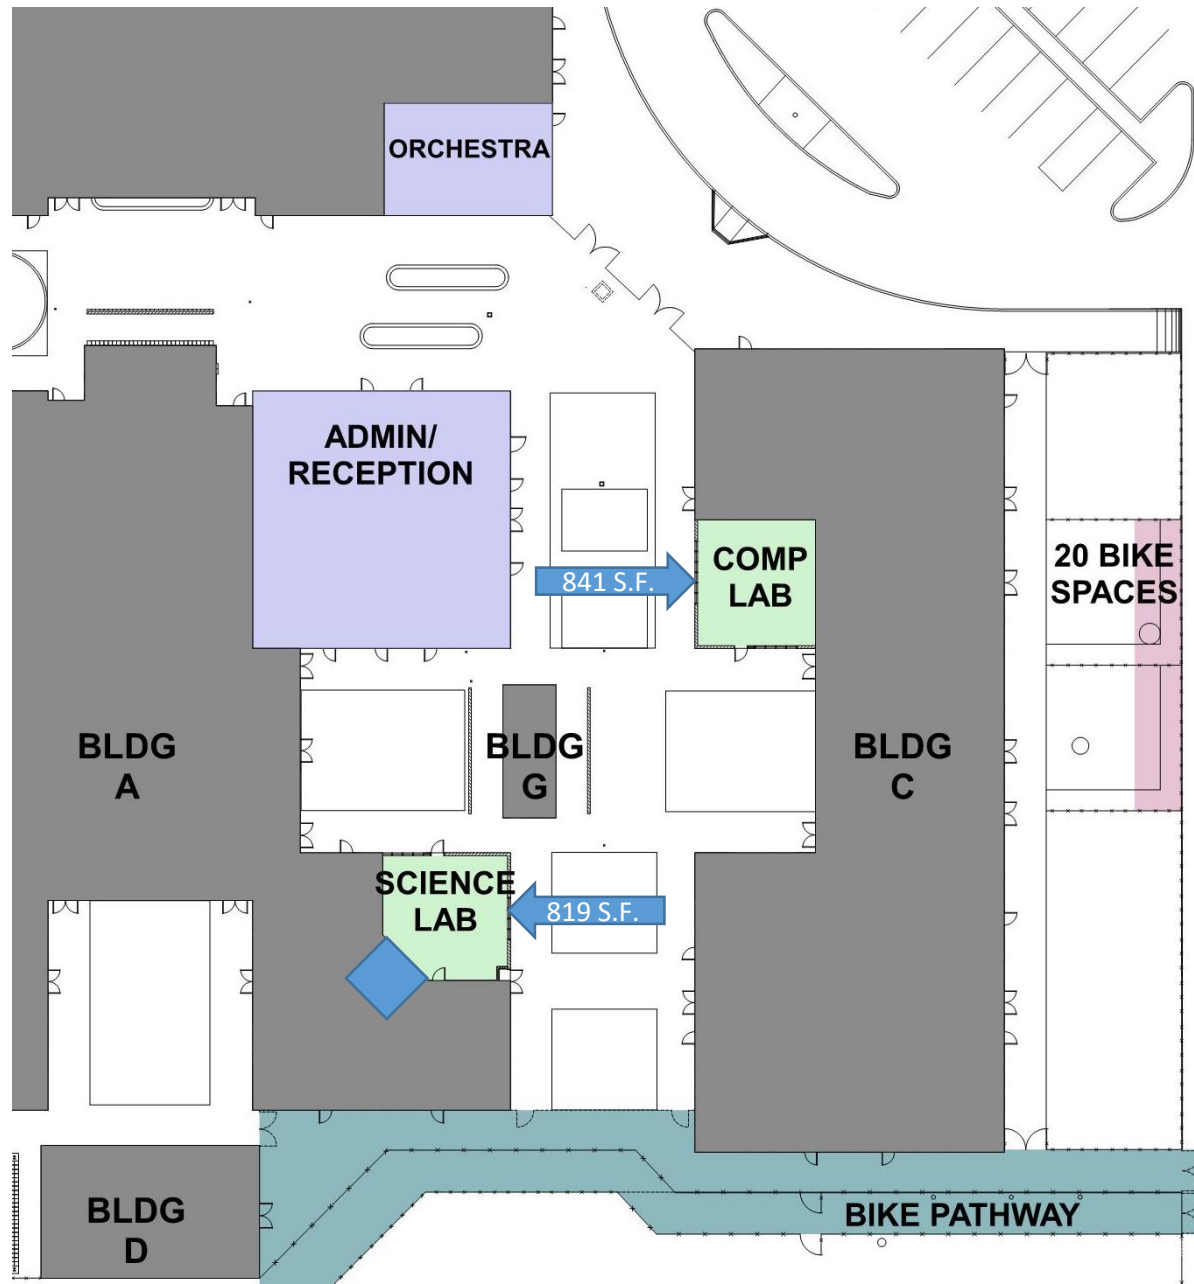 ORCHESTRA
ADMIN/
RECEPTION
841 S.F.
COMP
LAB
20 BIKE
SPACES
BLDG
A
BLDG
G
BLDG
C
SCIENCE
LAB
819 S.F.
BLDG
D
BIKE PATHWAY